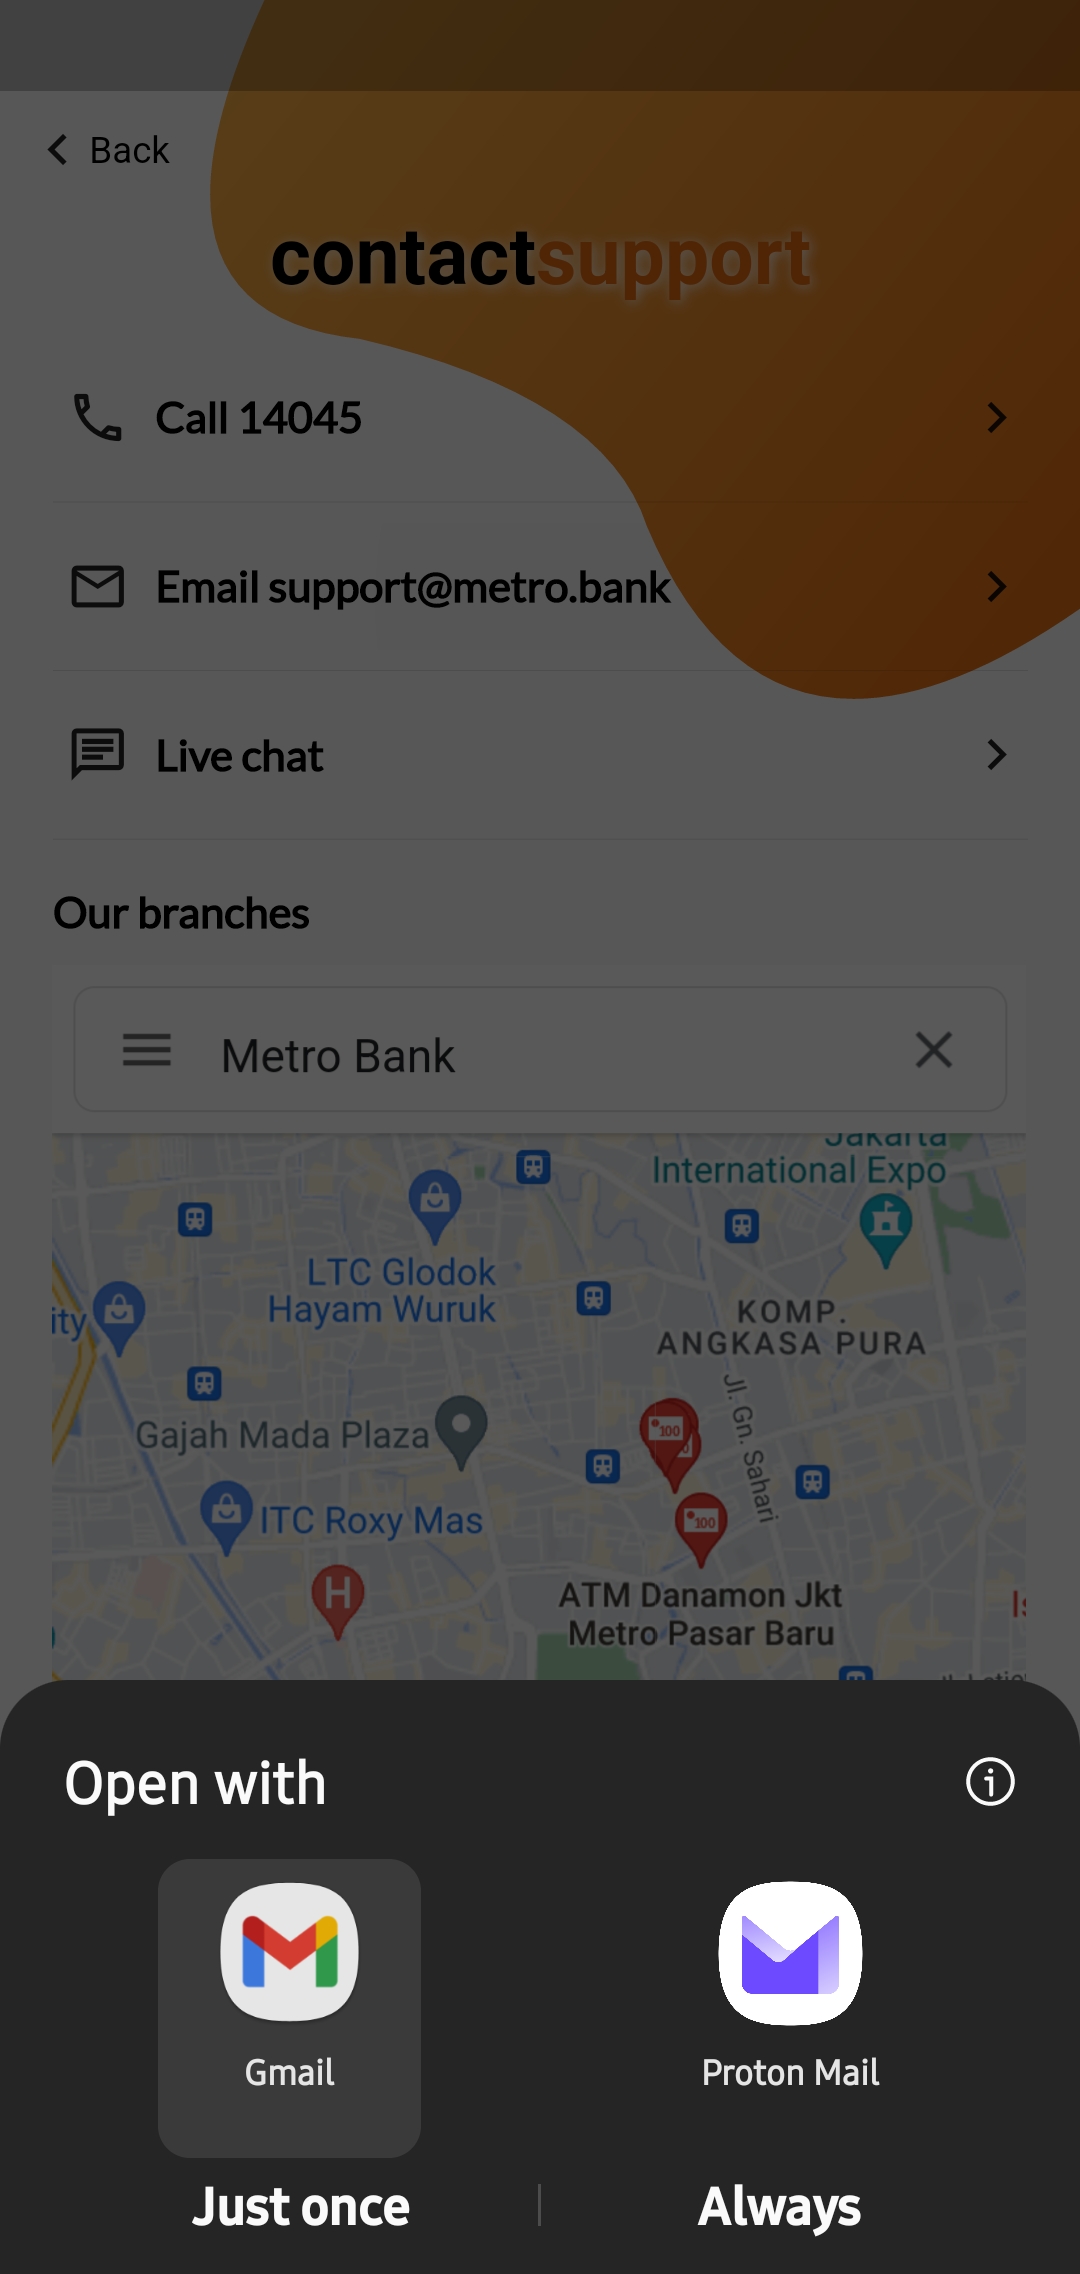 Back
contactsupport
Call 14045
Email support@metro.bank
Live chat
Our branches
Metro Bank
Jakarta
International Expo
LTC Glodok
Hayam Wuruk
ity
KOMP.
ANGKASA PURA
Jl. Gn. Sahari
Gajah Mada Plaza
100
ITC Roxy Mas
100
H
ATM Danamon Jkt
Metro Pasar Baru
Open with
Gmail
Proton Mail
Just once
Always